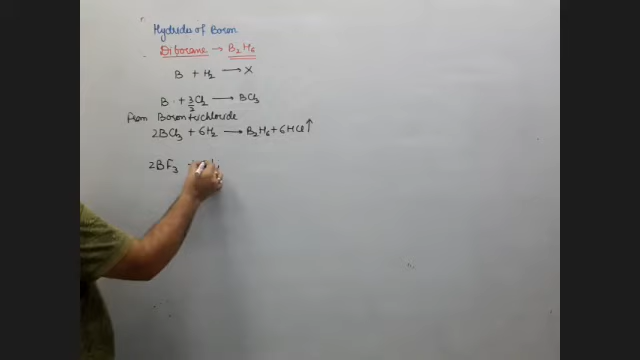 Hydrides of Boron
Diborane → B₂H₆
B + H₂ → X
B + 3/2 Cl₂ → BCl₃
From Boron trichloride
2BCl₃ + 6H₂ → B₂H₆ + 6HCl ↑
2BF₃